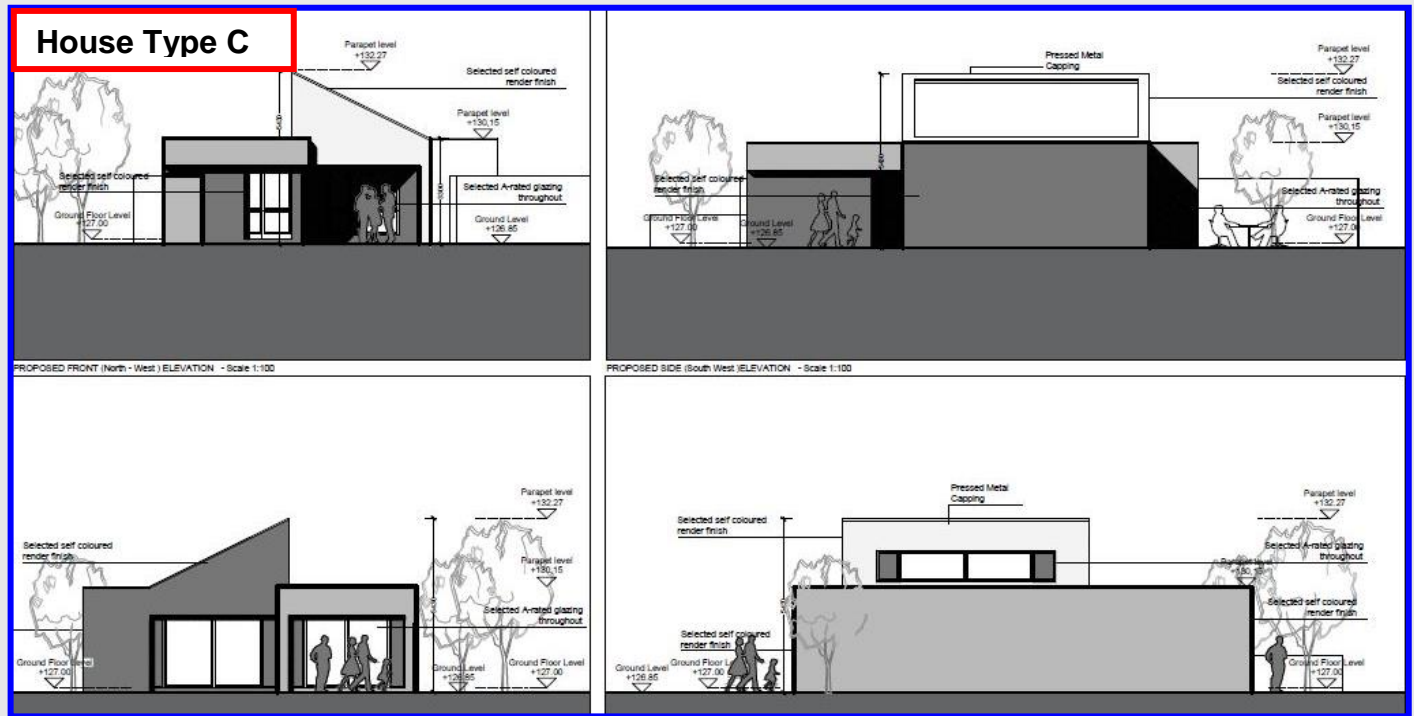 House Type C
Parapet level
+132.27
Selected self coloured
render finish
Parapet level
+130,15
Selected self coloured
render finish
Selected A-rated glazing
throughout
Ground Floor Level
+127.00
Ground Level
+126.85
PROPOSED FRONT (North - West ) ELEVATION - Scale 1:100
Pressed Metal
Capping
Parapet level
+132.27
Selected self coloured
render finish
Parapet level
+130,15
Selected self coloured
render finish
Selected A-rated glazing
throughout
Ground Floor Level
+127.00
Ground Level
+126.85
Ground Floor Level
+127.00
PROPOSED SIDE (South West )ELEVATION - Scale 1:100
Parapet level
+132.27
Selected self coloured
render finish
Parapet level
+130,15
Selected A-rated glazing
throughout
Ground Floor Level
+127.00
Ground Level
+126.85
Ground Floor Level
+127.00
Pressed Metal
Capping
Parapet level
+132.27
Selected self coloured
render finish
Selected A-rated glazing
throughout
Parapet level
+130,15
Selected self coloured
render finish
Selected self coloured
render finish
Ground Level
+126.85
Ground Floor L
+127.00
Ground Floor Level
+127.00